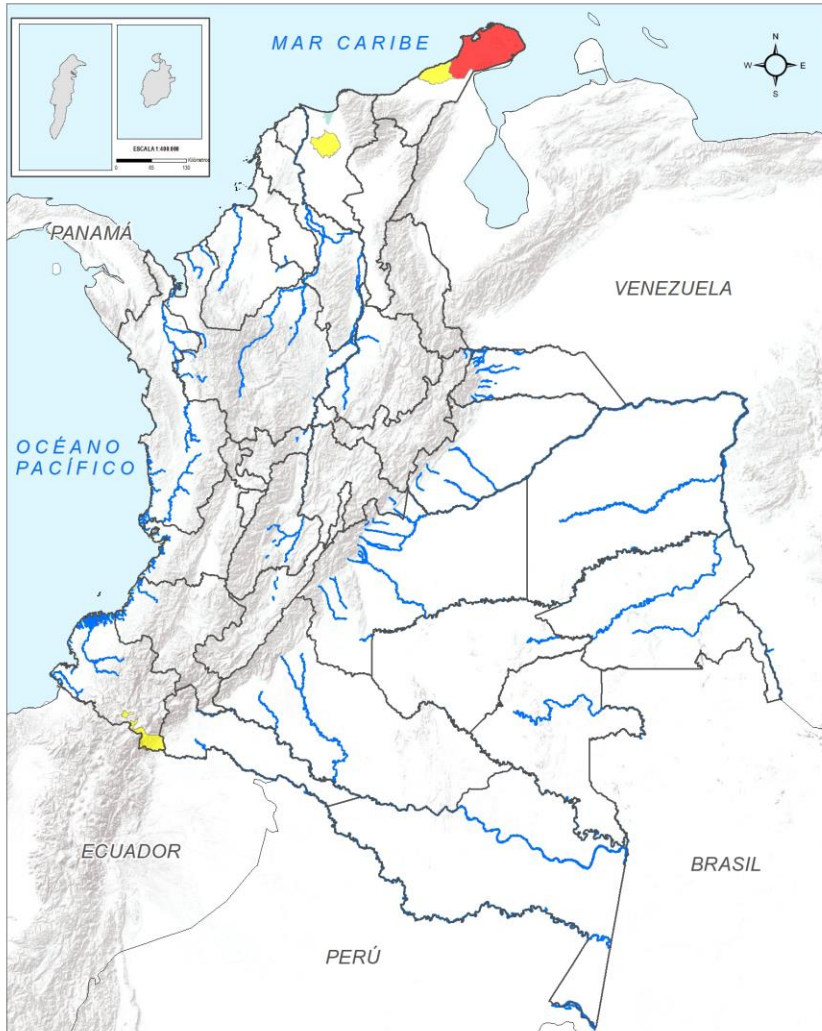 MAR CARIBE
N
W
E
S
ESCALA 1:400.000
PANAMÁ
VENEZUELA
OCÉANO
PACÍFICO
ECUADOR
BRASIL
PERÚ